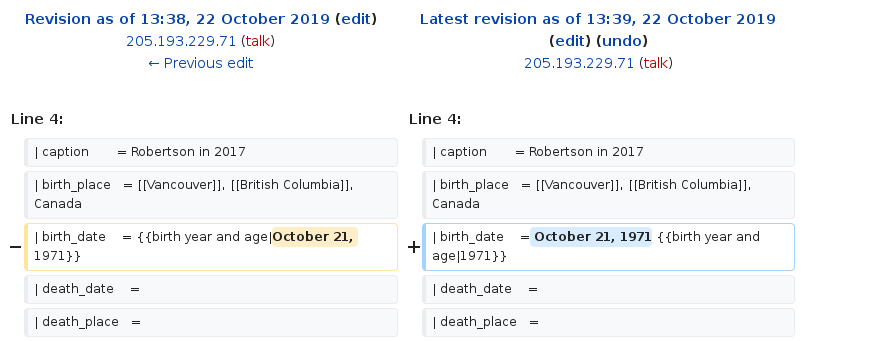 Revision as of 13:38, 22 October 2019 (edit)
205.193.229.71 (talk)
← Previous edit
Latest revision as of 13:39, 22 October 2019
(edit) (undo)
205.193.229.71 (talk)
Line 4:
Line 4:
| caption = Robertson in 2017
| caption = Robertson in 2017
| birth_place = [[Vancouver]], [[British Columbia]],
Canada
| birth_place = [[Vancouver]], [[British Columbia]],
Canada
− | birth_date = {{birth year and age|October 21,
1971}}
+ | birth_date = October 21, 1971 {{birth year and
age|1971}}
| death_date =
| death_date =
| death_place =
| death_place =